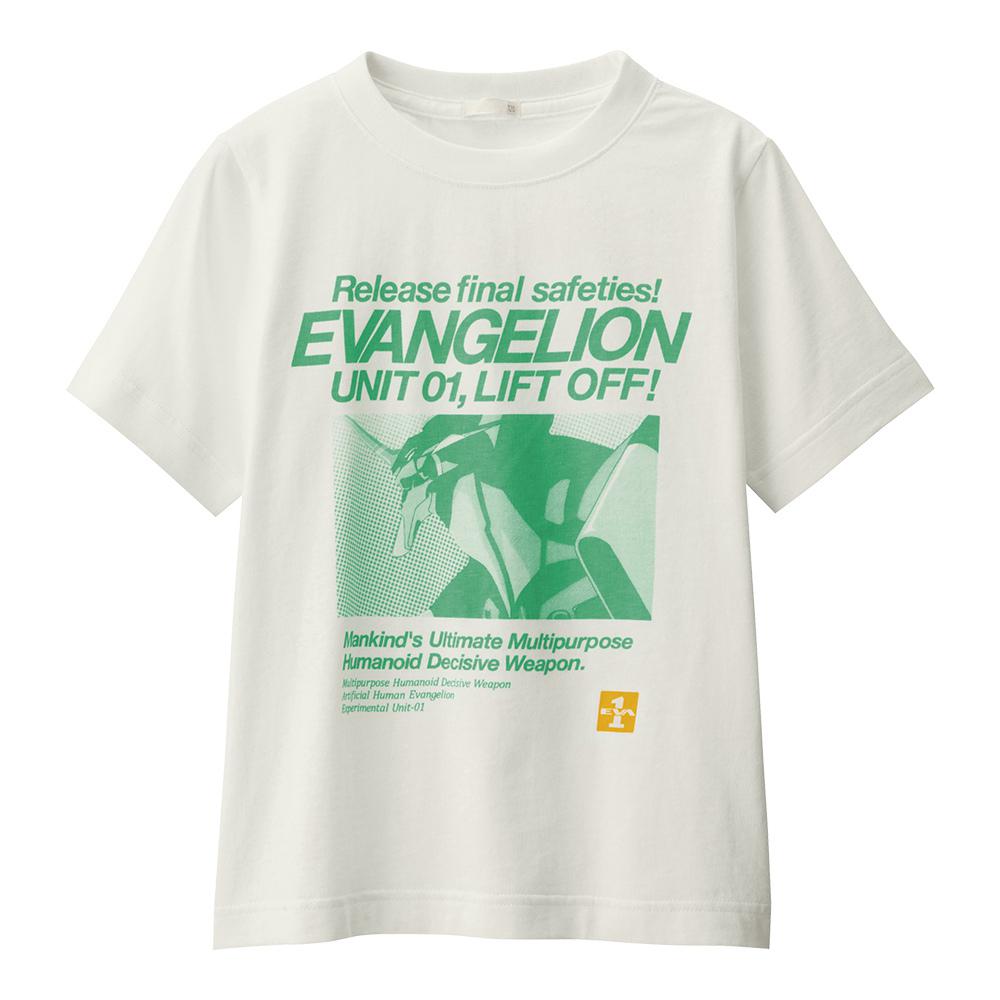 Release final safeties!
EVANGELION
UNIT 01, LIFT OFF!
Mankind's Ultimate Multipurpose
Humanoid Decisive Weapon.
Multipurpose Humanoid Decisive Weapon
Artificial Human Evangelion
Experimental Unit-01
1
EVA